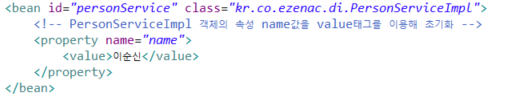 <bean id="personService" class="kr.co.ezenac.di.PersonServiceImpl">
<!-- PersonServiceImpl 객체의 속성 name값을 value태그를 이용해 초기화 -->
<property name="name">
<value>이순신</value>
</property>
</bean>